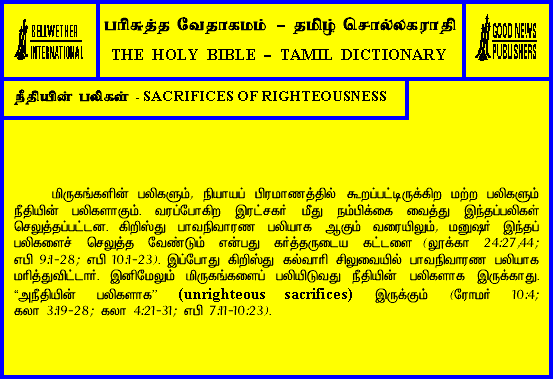 BELLWETHER
INTERNATIONAL
பரிசுத்த வேதாகமம் – தமிழ் சொல்லகராதி
THE HOLY BIBLE – TAMIL DICTIONARY
GOOD NEWS
PUBLISHERS
நீதியின் பலிகள் - SACRIFICES OF RIGHTEOUSNESS
மிருகங்களின் பலிகளும், நியாயப் பிரமாணத்தில் கூறப்பட்டிருக்கிற மற்ற பலிகளும்
நீதியின் பலிகளாகும். வரப்போகிற இரட்சகர் மீது நம்பிக்கை வைத்து இந்தப்பலிகள்
செலுத்தப்பட்டன. கிறிஸ்து பாவநிவாரண பலியாக ஆகும் வரையிலும், மனுஷர் இந்தப்
பலிகளைச் செலுத்த வேண்டும் என்பது கர்த்தருடைய கட்டளை (லூக்கா 24:27,44;
எபி 9:1-28; எபி 10:1-23). இப்போது கிறிஸ்து கல்வாரி சிலுவையில் பாவநிவாரண பலியாக
மரித்துவிட்டார். இனிமேலும் மிருகங்களைப் பலியிடுவது நீதியின் பலிகளாக இருக்காது.
“அநீதியின் பலிகளாக” (unrighteous sacrifices) இருக்கும் (ரோமர் 10:4;
கலா 3:19-28; கலா 4:21-31; எபி 7:11-10:23).